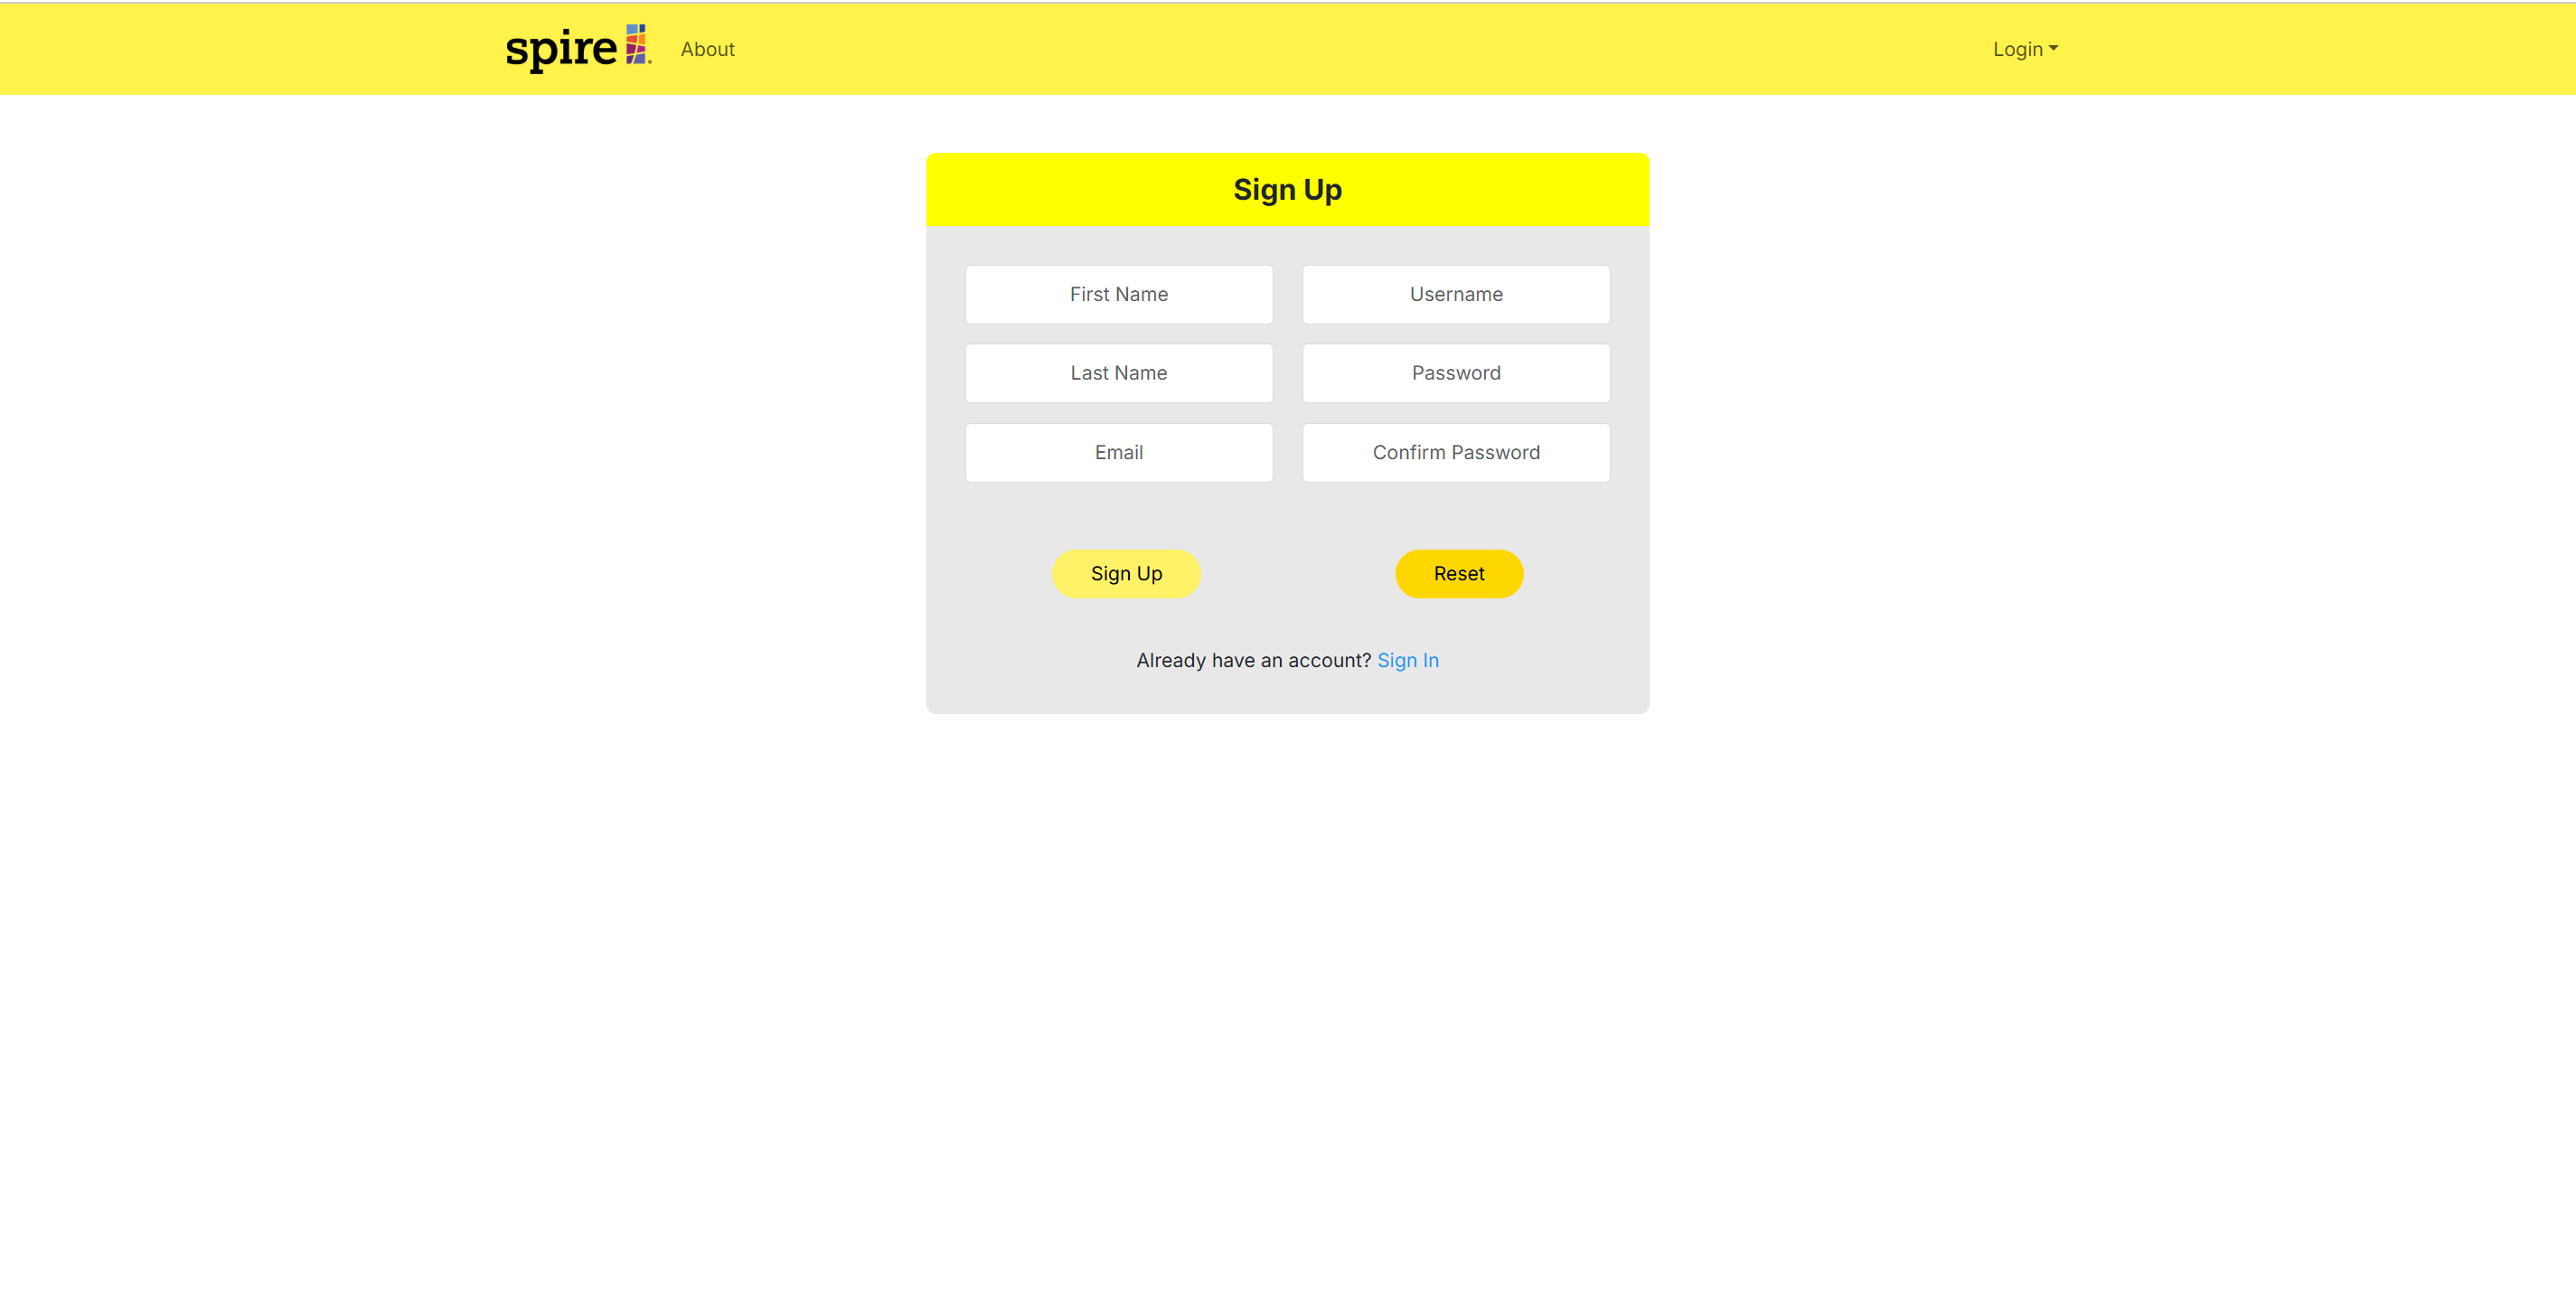 spire About Login
Sign Up
First Name Username
Last Name Password
Email Confirm Password
Sign Up Reset
Already have an account? Sign In